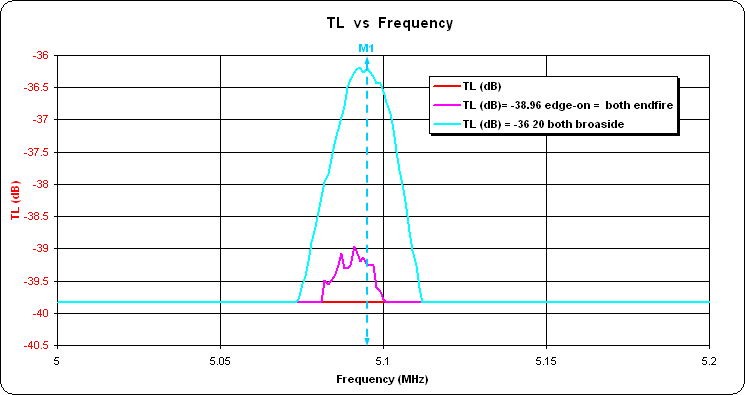 TL vs Frequency
M1
-36
-36.5
-37
-37.5
-38
-38.5
-39
-39.5
-40
-40.5
TL (dB)
TL (dB)
TL (dB)= -38.96 edge-on = both endfire
TL (dB) = -36 20 both broaside
5 5.05 5.1 5.15 5.2
Frequency (MHz)